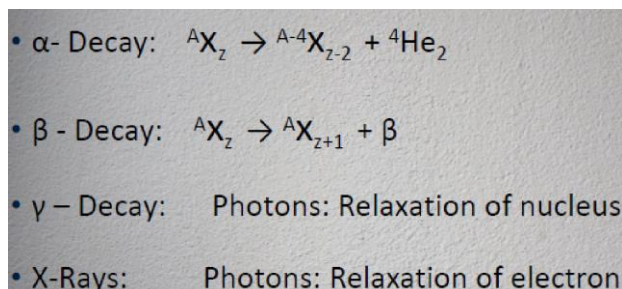 • α- Decay: ᴬX_z → ᴬ⁻⁴X_z-2 + ⁴He₂
• β - Decay: ᴬX_z → ᴬX_z+1 + β
• γ – Decay: Photons: Relaxation of nucleus
• X-Rays: Photons: Relaxation of electron